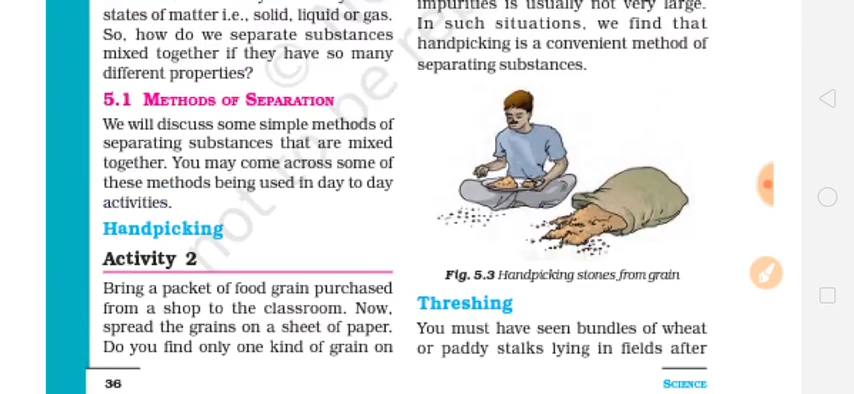 states of matter i.e., solid, liquid or gas.
So, how do we separate substances
mixed together if they have so many
different properties?
5.1 METHODS OF SEPARATION
We will discuss some simple methods of
separating substances that are mixed
together. You may come across some of
these methods being used in day to day
activities.
Handpicking
Activity 2
Bring a packet of food grain purchased
from a shop to the classroom. Now,
spread the grains on a sheet of paper.
Do you find only one kind of grain on
36
impurities is usually not very large.
In such situations, we find that
handpicking is a convenient method of
separating substances.
Fig. 5.3 Handpicking stones from grain
Threshing
You must have seen bundles of wheat
or paddy stalks lying in fields after
SCIENCE
©
not to be re